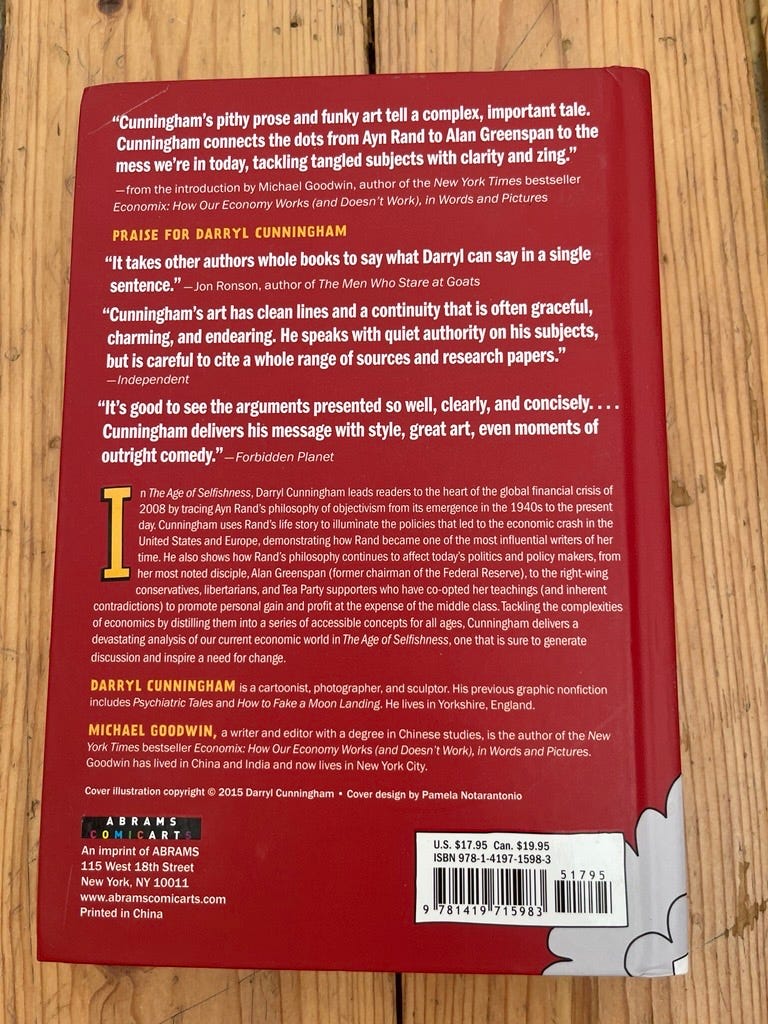 “Cunningham’s pithy prose and funky art tell a complex, important tale.
Cunningham connects the dots from Ayn Rand to Alan Greenspan to the
mess we’re in today, tackling tangled subjects with clarity and zing.”
—from the introduction by Michael Goodwin, author of the New York Times bestseller
Economix: How Our Economy Works (and Doesn’t Work), in Words and Pictures
PRAISE FOR DARRYL CUNNINGHAM
“It takes other authors whole books to say what Darryl can say in a single
sentence.” —Jon Ronson, author of The Men Who Stare at Goats
“Cunningham’s art has clean lines and a continuity that is often graceful,
charming, and endearing. He speaks with quiet authority on his subjects,
but is careful to cite a whole range of sources and research papers.”
—Independent
“It’s good to see the arguments presented so well, clearly, and concisely. . . .
Cunningham delivers his message with style, great art, even moments of
outright comedy.” —Forbidden Planet
In The Age of Selfishness, Darryl Cunningham leads readers to the heart of the global financial crisis of
2008 by tracing Ayn Rand’s philosophy of objectivism from its emergence in the 1940s to the present
day. Cunningham uses Rand’s life story to illuminate the policies that led to the economic crash in the
United States and Europe, demonstrating how Rand became one of the most influential writers of her
time. He also shows how Rand’s philosophy continues to affect today’s politics and policy makers, from
her most noted disciple, Alan Greenspan (former chairman of the Federal Reserve), to the right-wing
conservatives, libertarians, and Tea Party supporters who have co-opted her teachings (and inherent
contradictions) to promote personal gain and profit at the expense of the middle class. Tackling the complexities
of economics by distilling them into a series of accessible concepts for all ages, Cunningham delivers a
devastating analysis of our current economic world in The Age of Selfishness, one that is sure to generate
discussion and inspire a need for change.
DARRYL CUNNINGHAM is a cartoonist, photographer, and sculptor. His previous graphic nonfiction
includes Psychiatric Tales and How to Fake a Moon Landing. He lives in Yorkshire, England.
MICHAEL GOODWIN, a writer and editor with a degree in Chinese studies, is the author of the New
York Times bestseller Economix: How Our Economy Works (and Doesn’t Work), in Words and Pictures.
Goodwin has lived in China and India and now lives in New York City.
Cover illustration copyright © 2015 Darryl Cunningham • Cover design by Pamela Notarantonio
ABRAMS
COMICARTS
An imprint of ABRAMS
115 West 18th Street
New York, NY 10011
www.abramscomicarts.com
Printed in China
U.S. $17.95 Can. $19.95
ISBN 978-1-4197-1598-3
51795
9 781419 715983